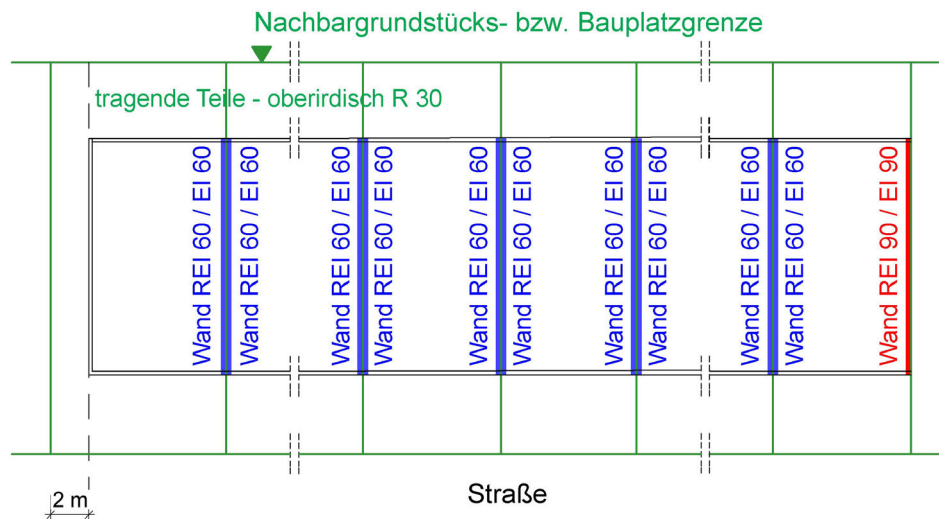 Nachbargrundstücks- bzw. Bauplatzgrenze
tragende Teile - oberirdisch R 30
Wand REI 60 / EI 60
Wand REI 60 / EI 60
Wand REI 60 / EI 60
Wand REI 60 / EI 60
Wand REI 60 / EI 60
Wand REI 60 / EI 60
Wand REI 60 / EI 60
Wand REI 60 / EI 60
Wand REI 60 / EI 60
Wand REI 60 / EI 60
Wand REI 90 / EI 90
2 m
Straße